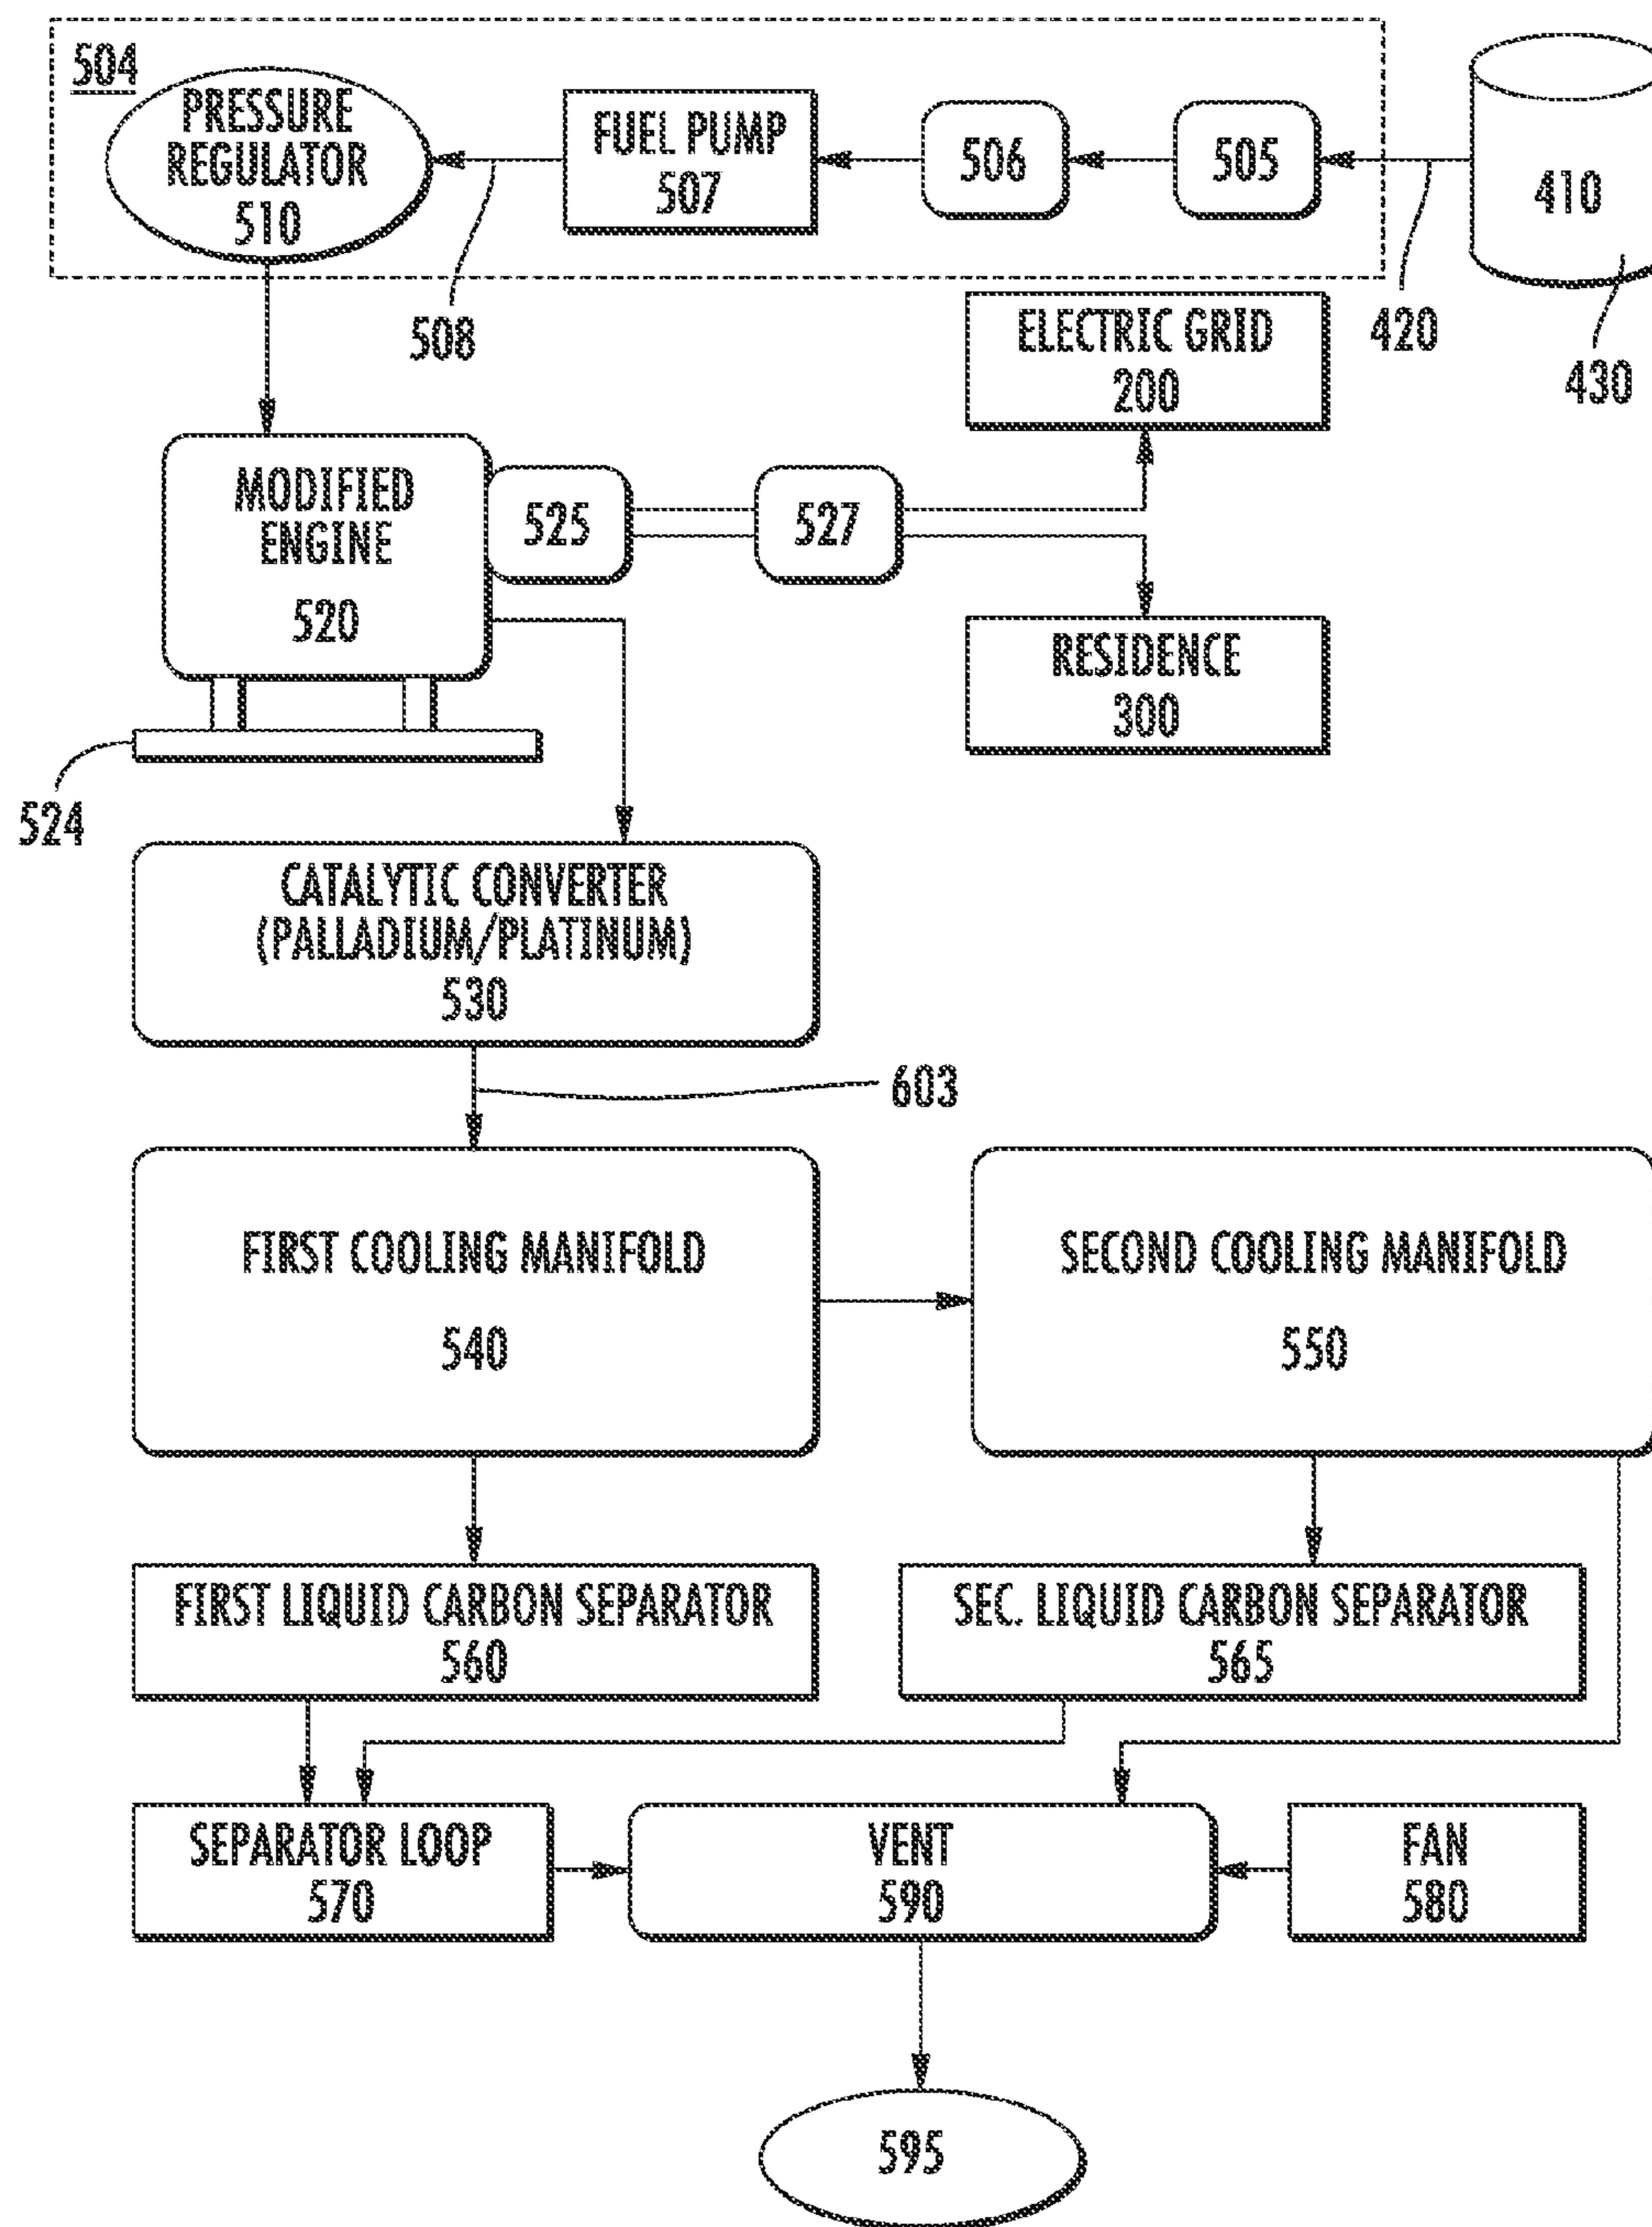 504
PRESSURE
REGULATOR
510
FUEL PUMP
507
506
505
410
508
420
430
ELECTRIC GRID
200
MODIFIED
ENGINE
520
525
527
RESIDENCE
300
524
CATALYTIC CONVERTER
(PALLADIUM/PLATINUM)
530
603
FIRST COOLING MANIFOLD
540
SECOND COOLING MANIFOLD
550
FIRST LIQUID CARBON SEPARATOR
560
SEC. LIQUID CARBON SEPARATOR
565
SEPARATOR LOOP
570
VENT
590
FAN
580
595